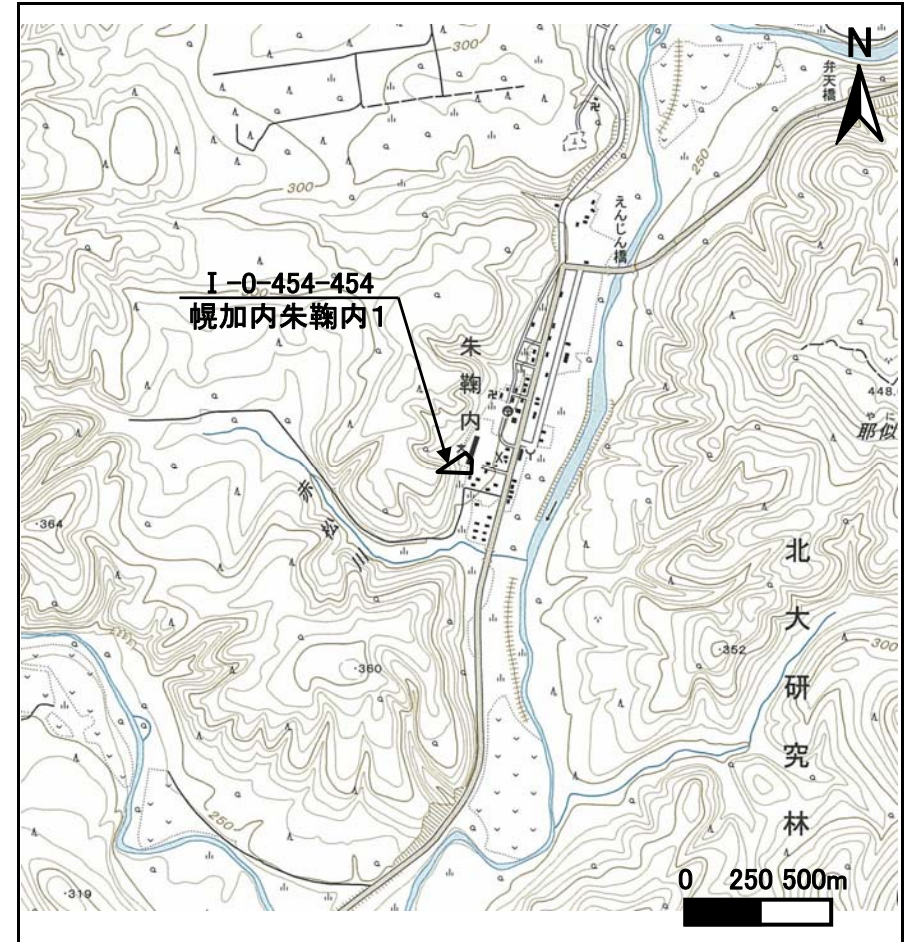 300
N
弁天橋
250
300
えんじん橋
I-0-454-454
幌加内朱鞠内1
朱鞠内
448.
やに
耶似
赤松川
・364
北大研究林
・352
300
・360
250
・319
0 250 500m